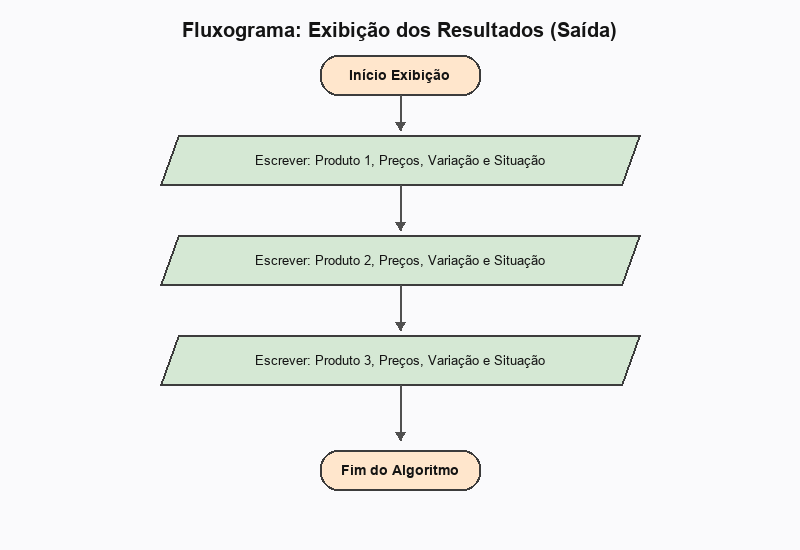 Fluxograma: Exibição dos Resultados (Saída)
Início Exibição
Escrever: Produto 1, Preços, Variação e Situação
Escrever: Produto 2, Preços, Variação e Situação
Escrever: Produto 3, Preços, Variação e Situação
Fim do Algoritmo